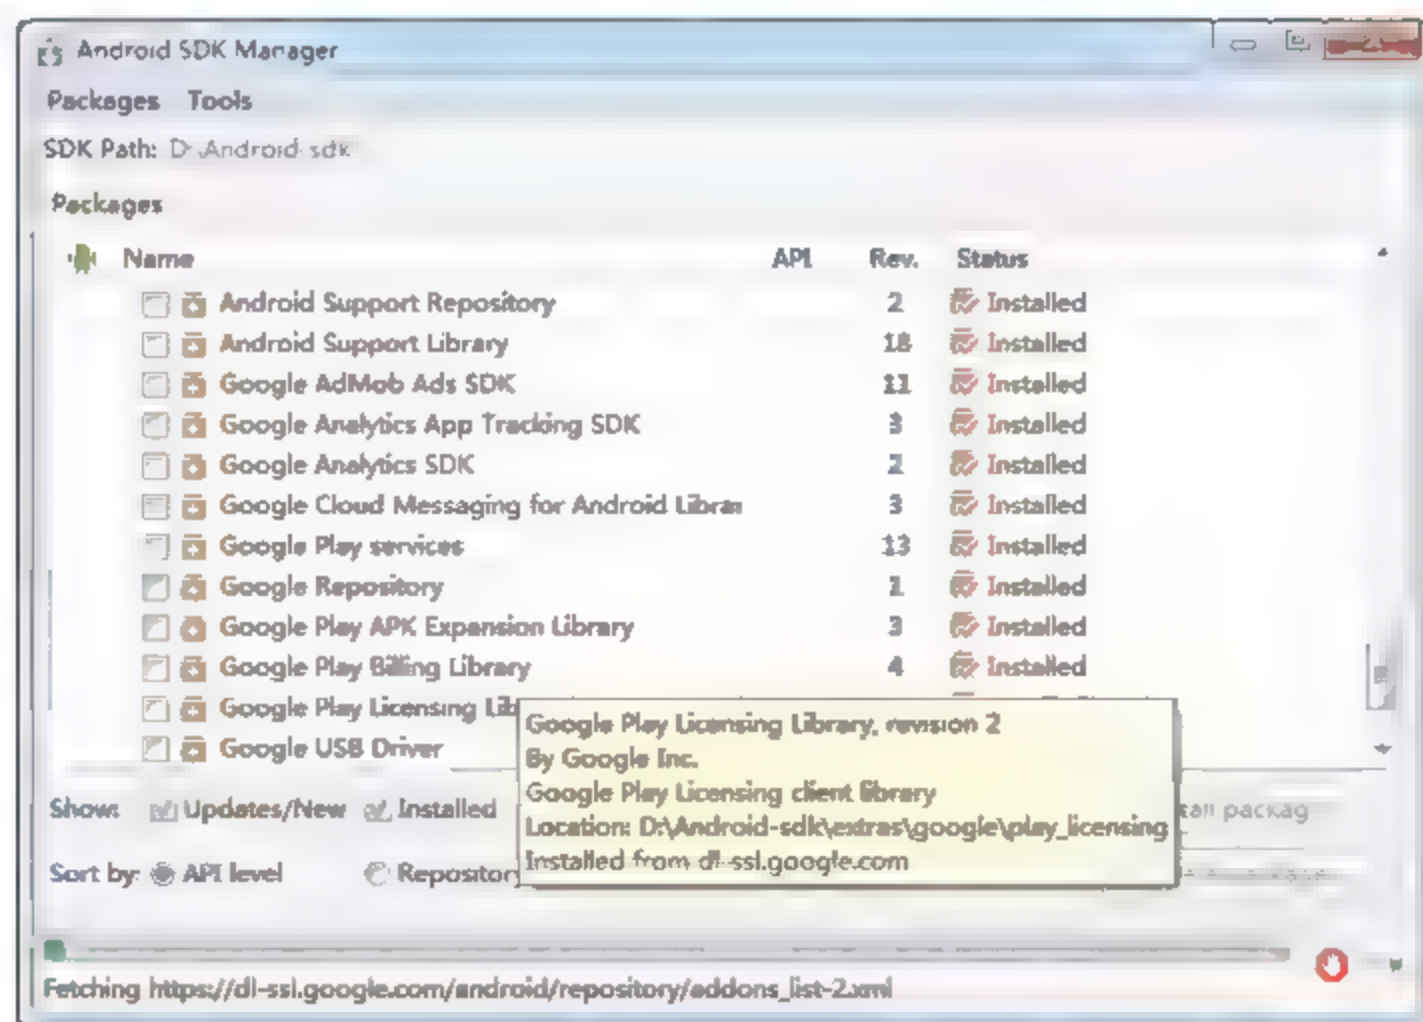 Android SDK Manager
Packages Tools
SDK Path: D:\Android-sdk
Packages
Name API Rev. Status
Android Support Repository 2 Installed
Android Support Library 18 Installed
Google AdMob Ads SDK 11 Installed
Google Analytics App Tracking SDK 3 Installed
Google Analytics SDK 2 Installed
Google Cloud Messaging for Android Librar 3 Installed
Google Play services 13 Installed
Google Repository 1 Installed
Google Play APK Expansion Library 3 Installed
Google Play Billing Library 4 Installed
Google Play Licensing Lib
Google USB Driver
Google Play Licensing Library, revision 2
By Google Inc.
Google Play Licensing client library
Location: D:\Android-sdk\extras\google\play_licensing
Installed from dl-ssl.google.com
Show: Updates/New Installed tall packag
Sort by: API level Repository
Fetching https://dl-ssl.google.com/android/repository/addons_list-2.xml